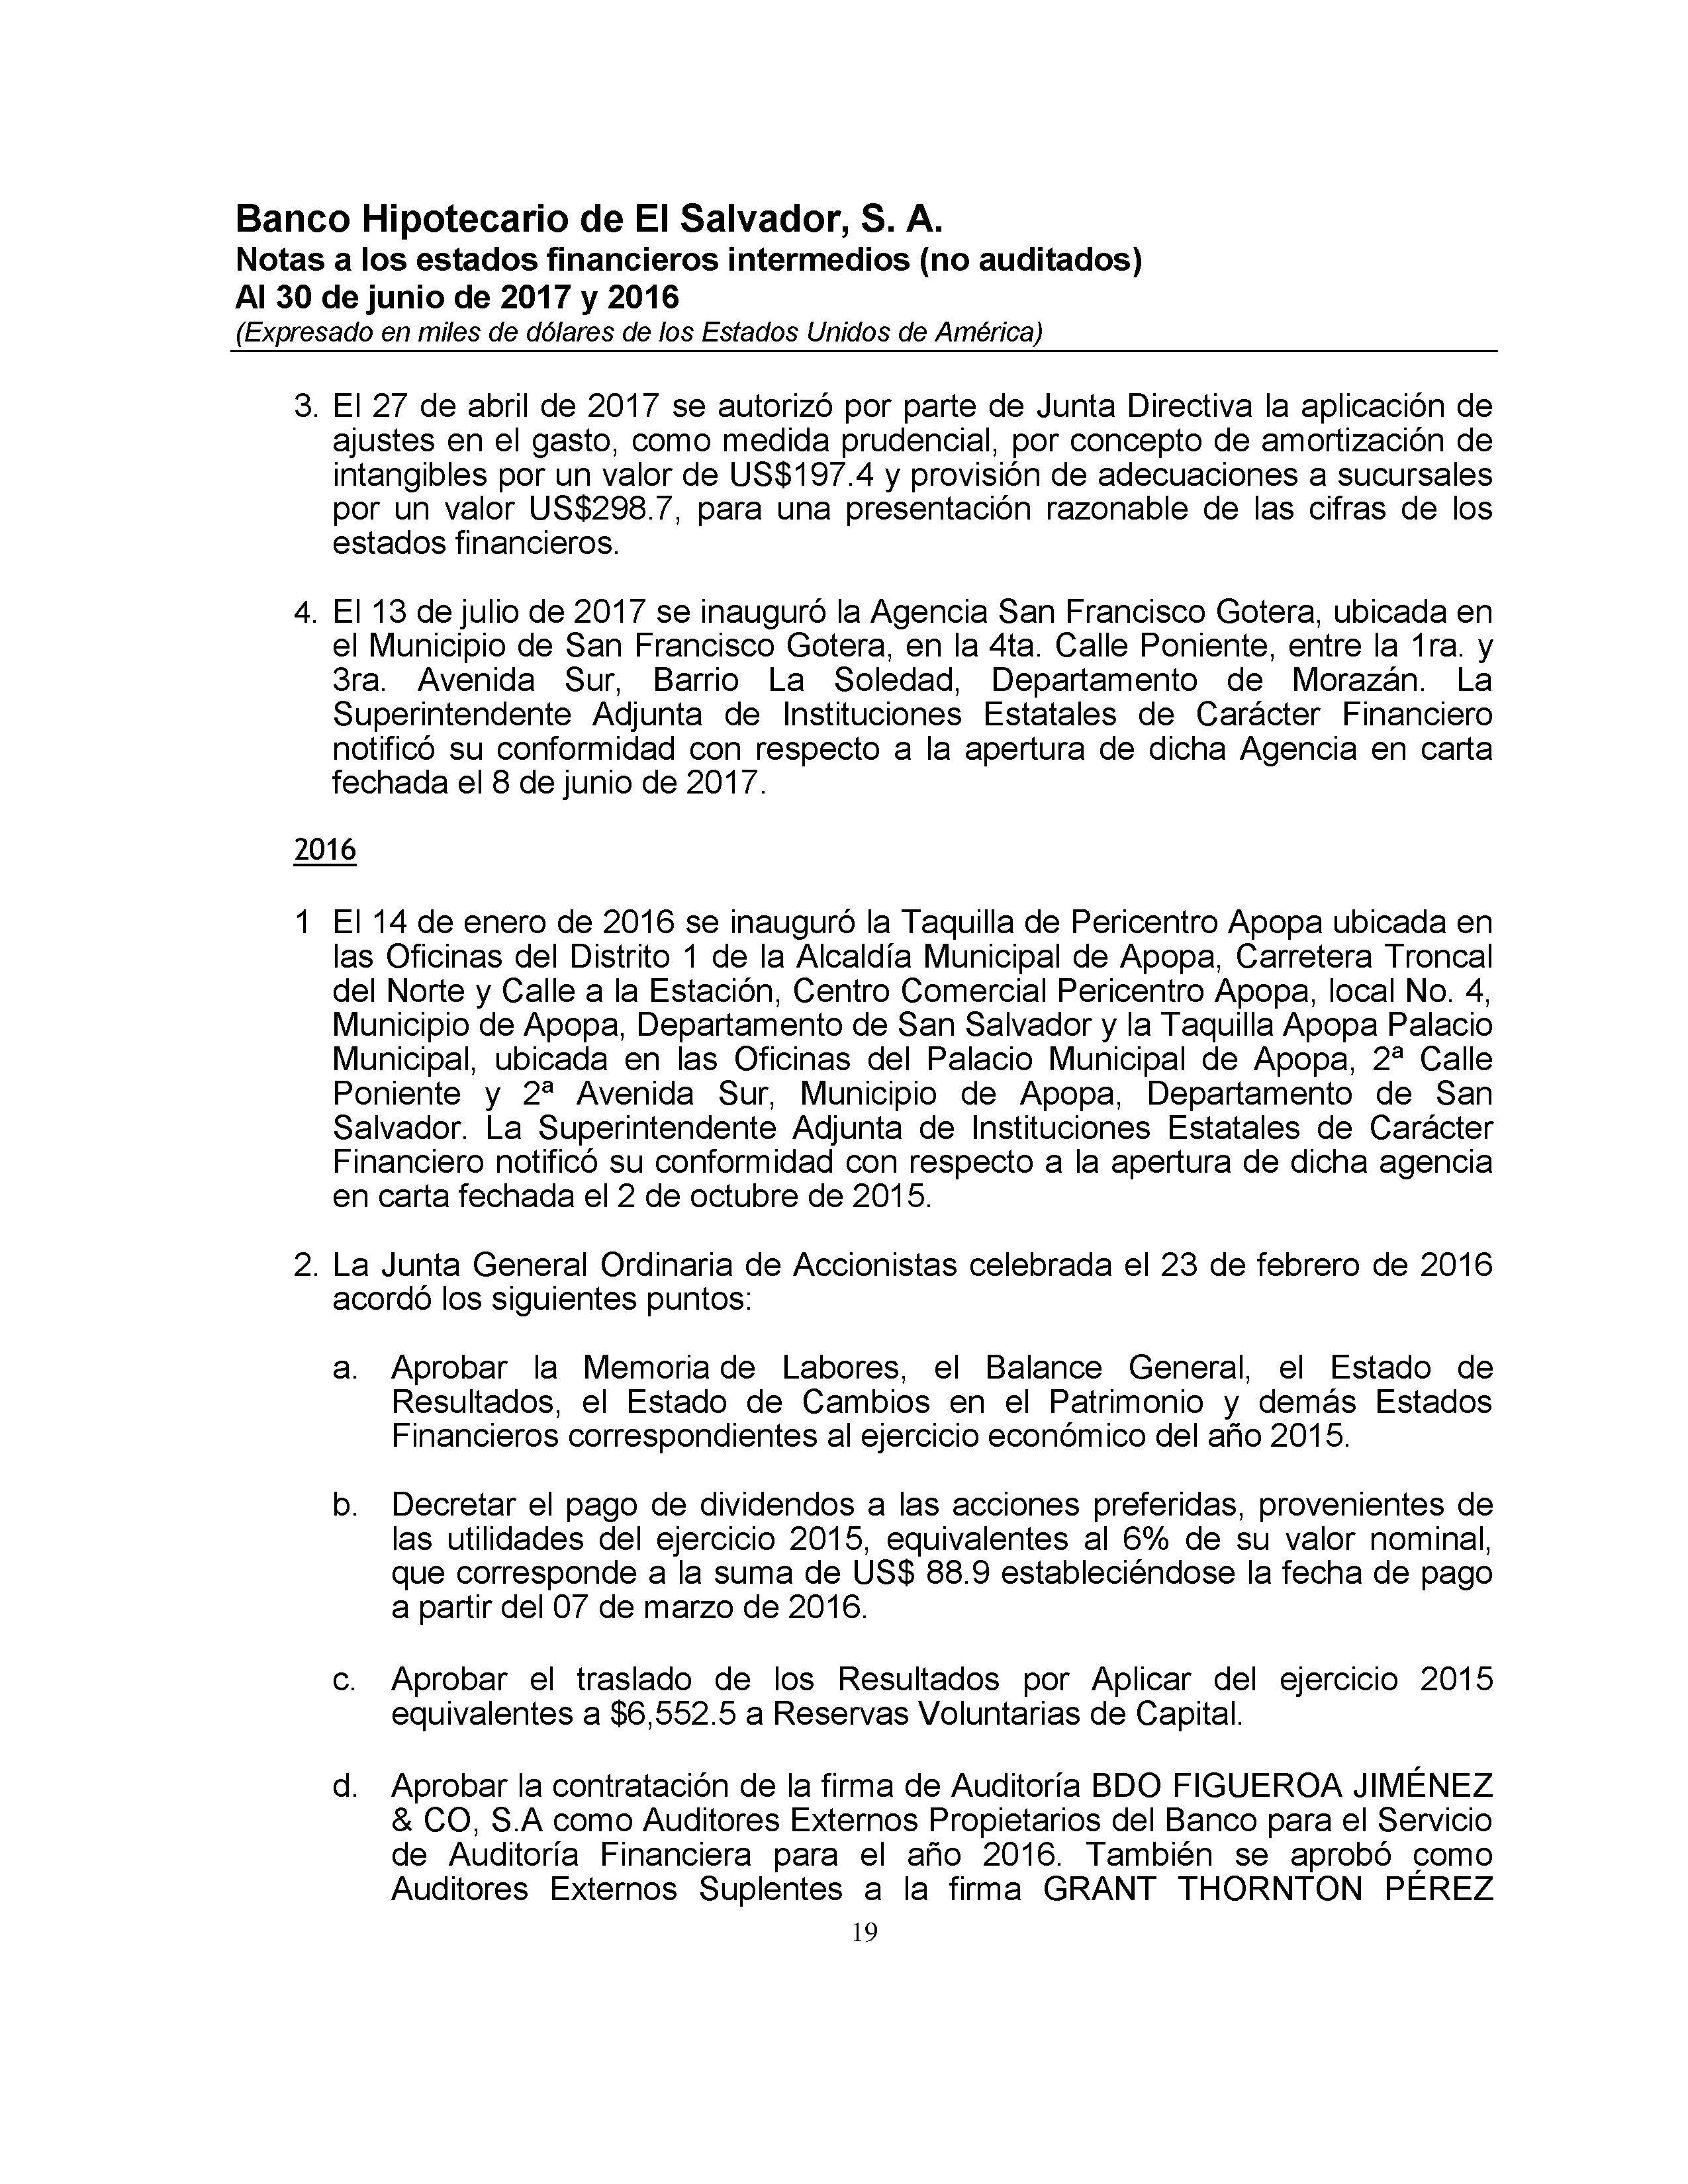 Banco Hipotecario de El Salvador, S. A.
Notas a los estados financieros intermedios (no auditados)
Al 30 de junio de 2017 y 2016
(Expresado en miles de dólares de los Estados Unidos de América)
3. El 27 de abril de 2017 se autorizó por parte de Junta Directiva la aplicación de
ajustes en el gasto, como medida prudencial, por concepto de amortización de
intangibles por un valor de US$197.4 y provisión de adecuaciones a sucursales
por un valor US$298.7, para una presentación razonable de las cifras de los
estados financieros.
4. El 13 de julio de 2017 se inauguró la Agencia San Francisco Gotera, ubicada en
el Municipio de San Francisco Gotera, en la 4ta. Calle Poniente, entre la 1ra. y
3ra. Avenida Sur, Barrio La Soledad, Departamento de Morazán. La
Superintendente Adjunta de Instituciones Estatales de Carácter Financiero
notificó su conformidad con respecto a la apertura de dicha Agencia en carta
fechada el 8 de junio de 2017.
2016
1 El 14 de enero de 2016 se inauguró la Taquilla de Pericentro Apopa ubicada en
las Oficinas del Distrito 1 de la Alcaldía Municipal de Apopa, Carretera Troncal
del Norte y Calle a la Estación, Centro Comercial Pericentro Apopa, local No. 4,
Municipio de Apopa, Departamento de San Salvador y la Taquilla Apopa Palacio
Municipal, ubicada en las Oficinas del Palacio Municipal de Apopa, 2ª Calle
Poniente y 2ª Avenida Sur, Municipio de Apopa, Departamento de San
Salvador. La Superintendente Adjunta de Instituciones Estatales de Carácter
Financiero notificó su conformidad con respecto a la apertura de dicha agencia
en carta fechada el 2 de octubre de 2015.
2. La Junta General Ordinaria de Accionistas celebrada el 23 de febrero de 2016
acordó los siguientes puntos:
a. Aprobar la Memoria de Labores, el Balance General, el Estado de
Resultados, el Estado de Cambios en el Patrimonio y demás Estados
Financieros correspondientes al ejercicio económico del año 2015.
b. Decretar el pago de dividendos a las acciones preferidas, provenientes de
las utilidades del ejercicio 2015, equivalentes al 6% de su valor nominal,
que corresponde a la suma de US$ 88.9 estableciéndose la fecha de pago
a partir del 07 de marzo de 2016.
c. Aprobar el traslado de los Resultados por Aplicar del ejercicio 2015
equivalentes a $6,552.5 a Reservas Voluntarias de Capital.
d. Aprobar la contratación de la firma de Auditoría BDO FIGUEROA JIMÉNEZ
& CO, S.A como Auditores Externos Propietarios del Banco para el Servicio
de Auditoría Financiera para el año 2016. También se aprobó como
Auditores Externos Suplentes a la firma GRANT THORNTON PÉREZ
19